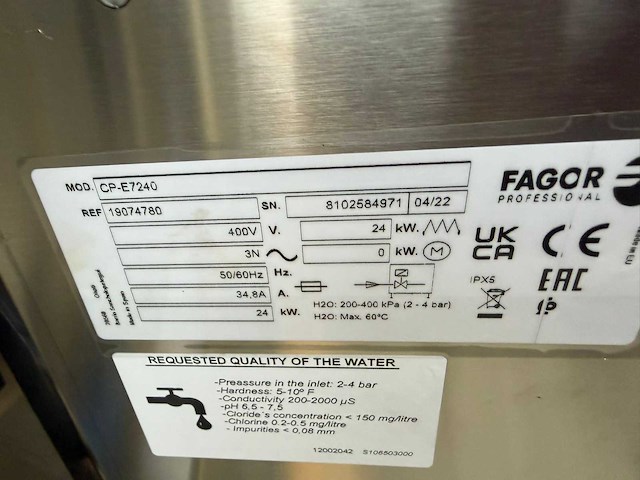 MOD. CP-E7240
REF 19074780 SN. 8102584971 04/22
400V V. 24 kW.
3N 0 kW. M
50/60Hz Hz.
34,8A A.
24 kW.
H2O: 200-400 kPa (2 - 4 bar)
H2O: Max. 60°C
FAGOR
PROFESSIONAL
UK
CA
CE
IPX5
EAC
Made in Spain
REQUESTED QUALITY OF THE WATER
-Preassure in the inlet: 2-4 bar
-Hardness: 5-10º F
-Conductivity 200-2000 µS
-pH 6,5 - 7,5
-Cloride´s concentration < 150 mg/litre
-Chlorine 0.2-0.5 mg/litre
- Impurities < 0,08 mm
12002042 S106503000